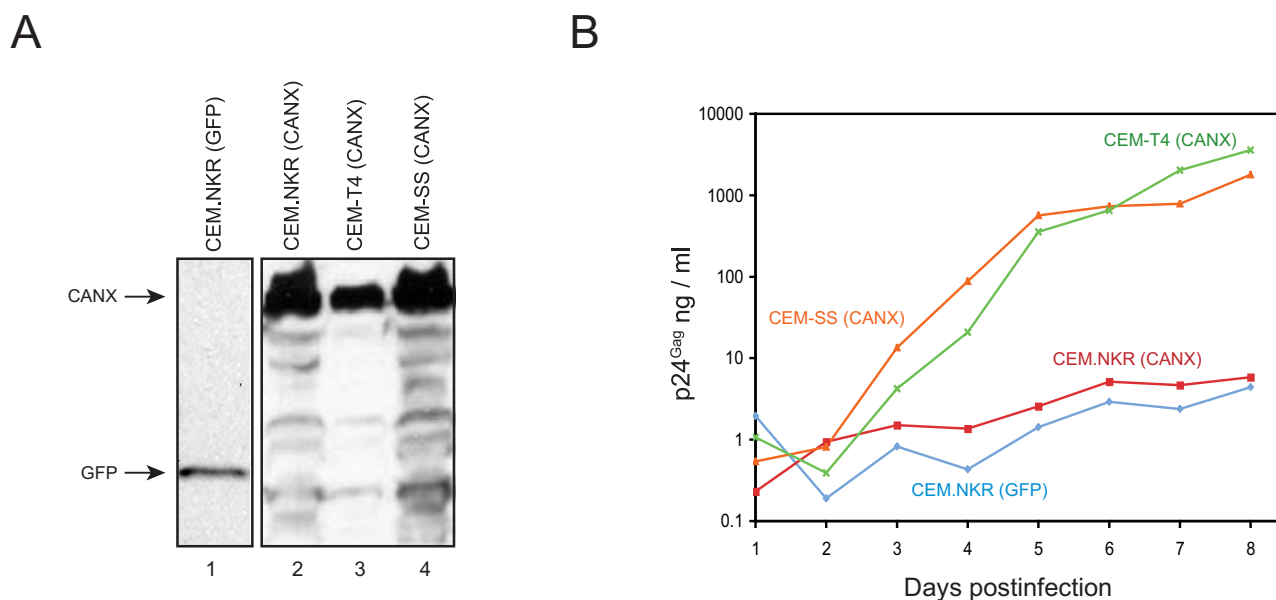 A
CEM.NKR (GFP)
CEM.NKR (CANX)
CEM-T4 (CANX)
CEM-SS (CANX)
CANX
GFP
1 2 3 4
B
p24Gag ng / ml
10000
1000
100
10
1
0.1
CEM-T4 (CANX)
CEM-SS (CANX)
CEM.NKR (CANX)
CEM.NKR (GFP)
1 2 3 4 5 6 7 8
Days postinfection